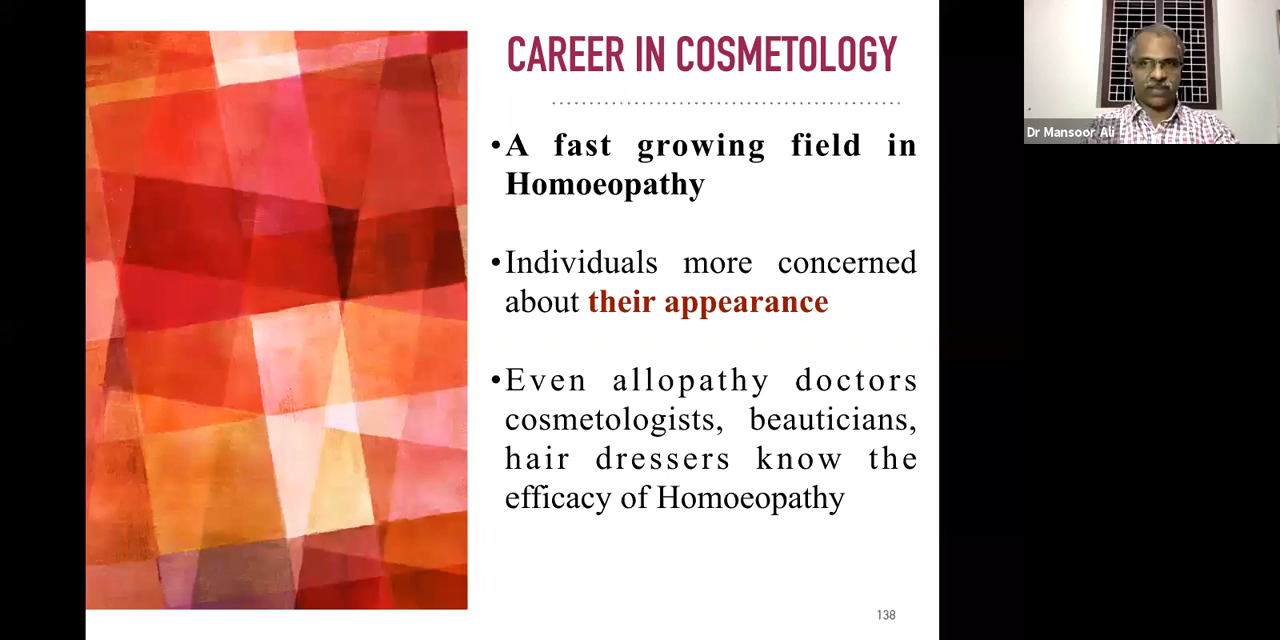 CAREER IN COSMETOLOGY
•A fast growing field in
Homoeopathy
•Individuals more concerned
about their appearance
•Even allopathy doctors
cosmetologists, beauticians,
hair dressers know the
efficacy of Homoeopathy
138
Dr Mansoor Ali